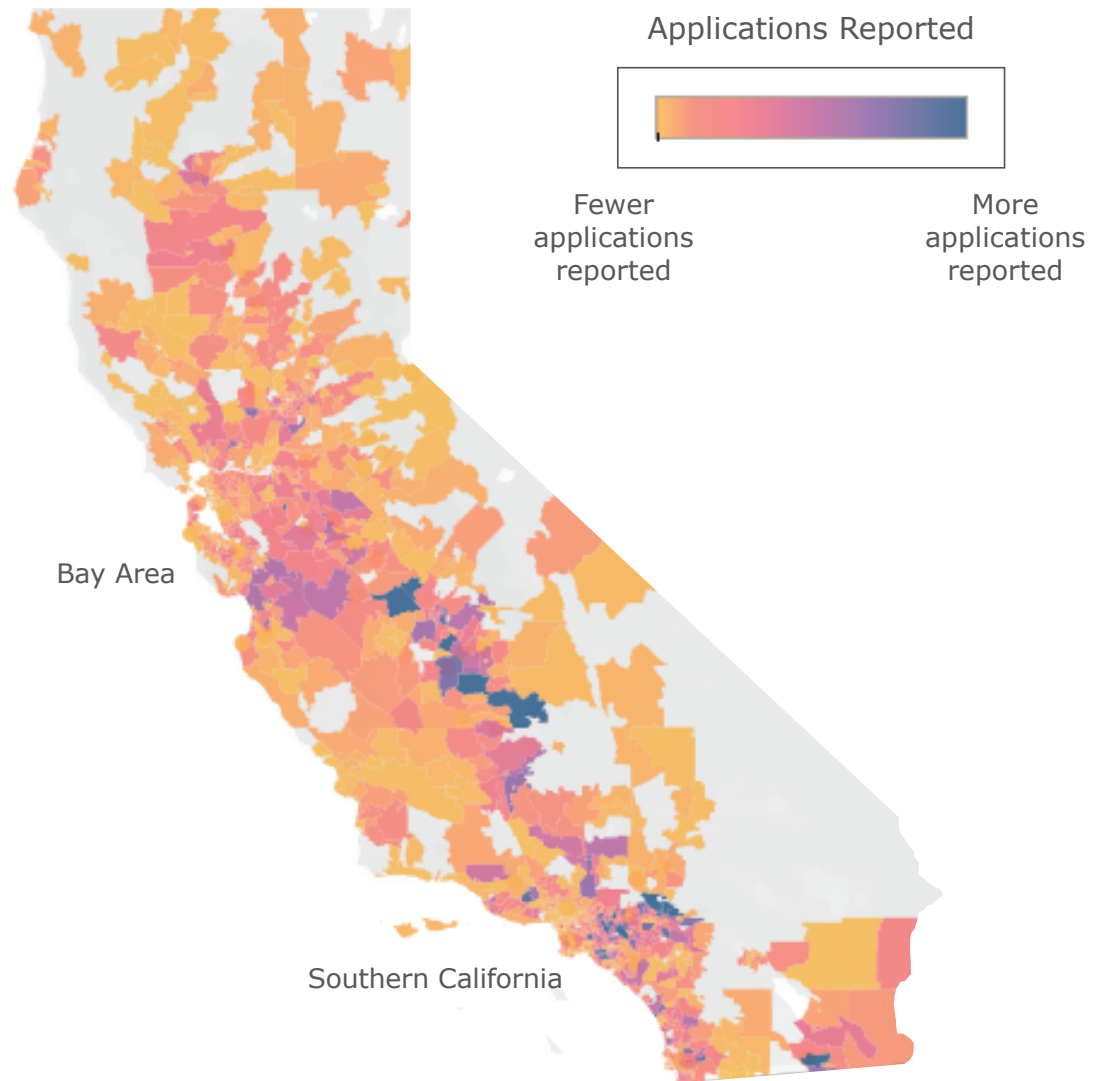 Applications Reported
Fewer
applications
reported
More
applications
reported
Bay Area
Southern California